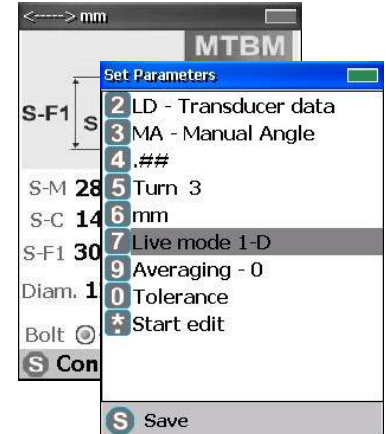 <-----> mm
MTBM
Set Parameters
S-F1
S
2 LD - Transducer data
3 MA - Manual Angle
4 .##
5 Turn 3
6 mm
7 Live mode 1-D
9 Averaging - 0
0 Tolerance
* Start edit
S Save
S-M 28
S-C 14
S-F1 30
Diam. 1
Bolt
S Con